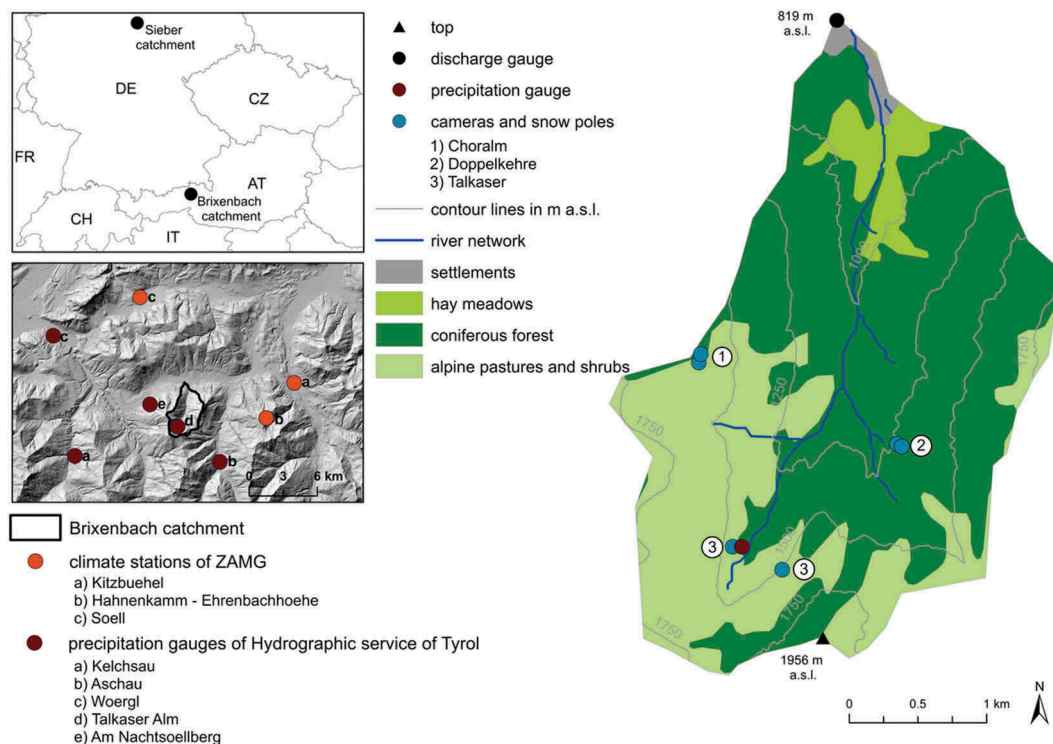 Sieber
catchment
DE
CZ
FR
AT
Brixenbach
catchment
CH
IT
c
c
a
e
b
d
a
b
0 3 6 km
Brixenbach catchment
climate stations of ZAMG
a) Kitzbuehel
b) Hahnenkamm - Ehrenbachhoehe
c) Soell
precipitation gauges of Hydrographic service of Tyrol
a) Kelchsau
b) Aschau
c) Woergl
d) Talkaser Alm
e) Am Nachtsoellberg
top
discharge gauge
precipitation gauge
cameras and snow poles
1) Choralm
2) Doppelkehre
3) Talkaser
contour lines in m a.s.l.
river network
settlements
hay meadows
coniferous forest
alpine pastures and shrubs
819 m
a.s.l.
1000
1750
1
1250
1750
2
3
1500
3
1750
1750
1956 m
a.s.l.
N
0 0.5 1 km